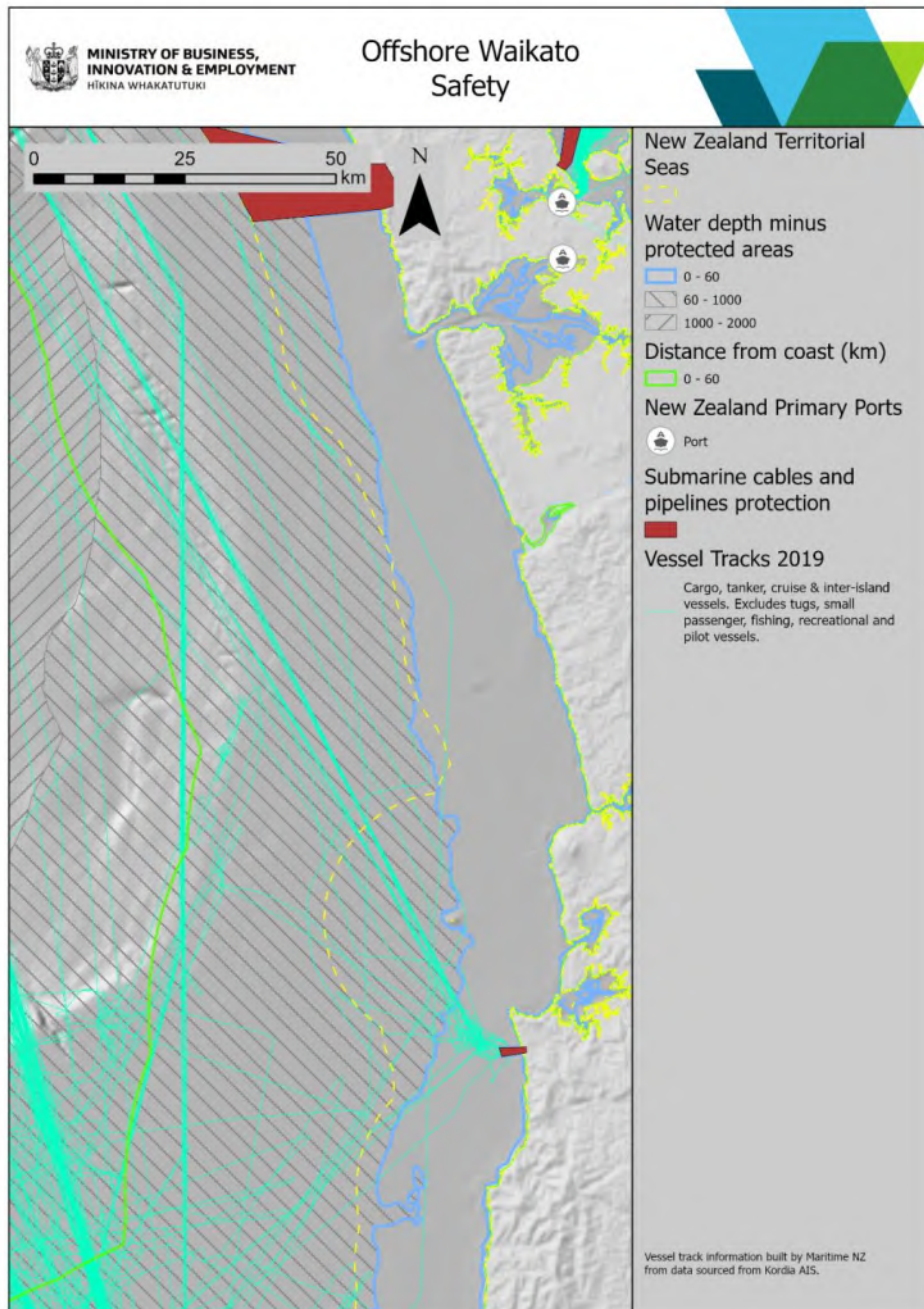 MINISTRY OF BUSINESS,
INNOVATION & EMPLOYMENT
HĪKINA WHAKATUTUKI
Offshore Waikato
Safety
0 25 50
km
N
New Zealand Territorial
Seas
Water depth minus
protected areas
0 - 60
60 - 1000
1000 - 2000
Distance from coast (km)
0 - 60
New Zealand Primary Ports
Port
Submarine cables and
pipelines protection
Vessel Tracks 2019
Cargo, tanker, cruise & inter-island
vessels. Excludes tugs, small
passenger, fishing, recreational and
pilot vessels.
Vessel track information built by Maritime NZ
from data sourced from Kordia AIS.